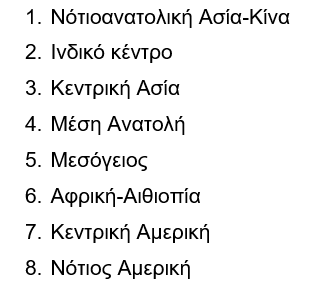 1. Νότιοανατολική Ασία-Κίνα
2. Ινδικό κέντρο
3. Κεντρική Ασία
4. Μέση Ανατολή
5. Μεσόγειος
6. Αφρική-Αιθιοπία
7. Κεντρική Αμερική
8. Νότιος Αμερική